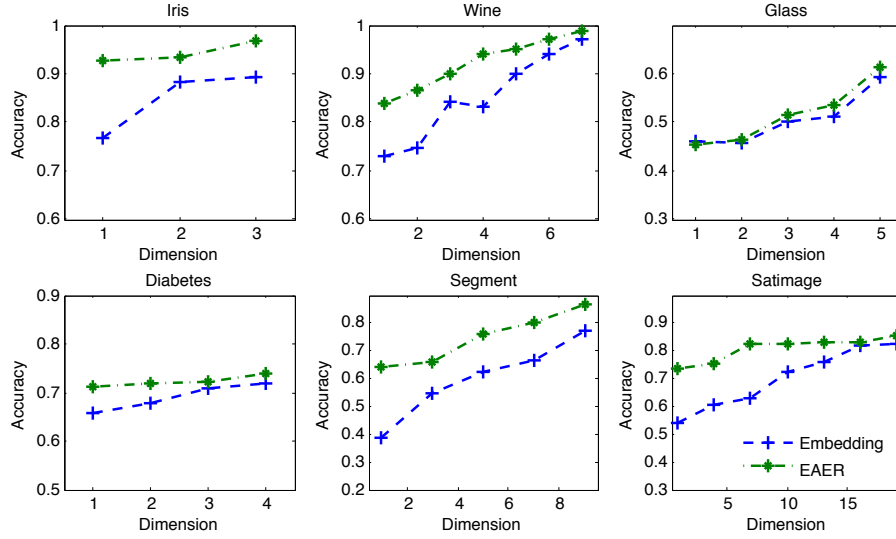 Iris
1
0.9
0.8
0.7
0.6
Accuracy
1 2 3
Dimension
Wine
1
0.9
0.8
0.7
0.6
Accuracy
2 4 6
Dimension
Glass
0.6
0.5
0.4
0.3
Accuracy
1 2 3 4 5
Dimension
Diabetes
0.9
0.8
0.7
0.6
0.5
Accuracy
1 2 3 4
Dimension
Segment
0.8
0.7
0.6
0.5
0.4
0.3
0.2
Accuracy
2 4 6 8
Dimension
Satimage
0.9
0.8
0.7
0.6
0.5
0.4
0.3
Accuracy
5 10 15
Dimension
Embedding
EAER